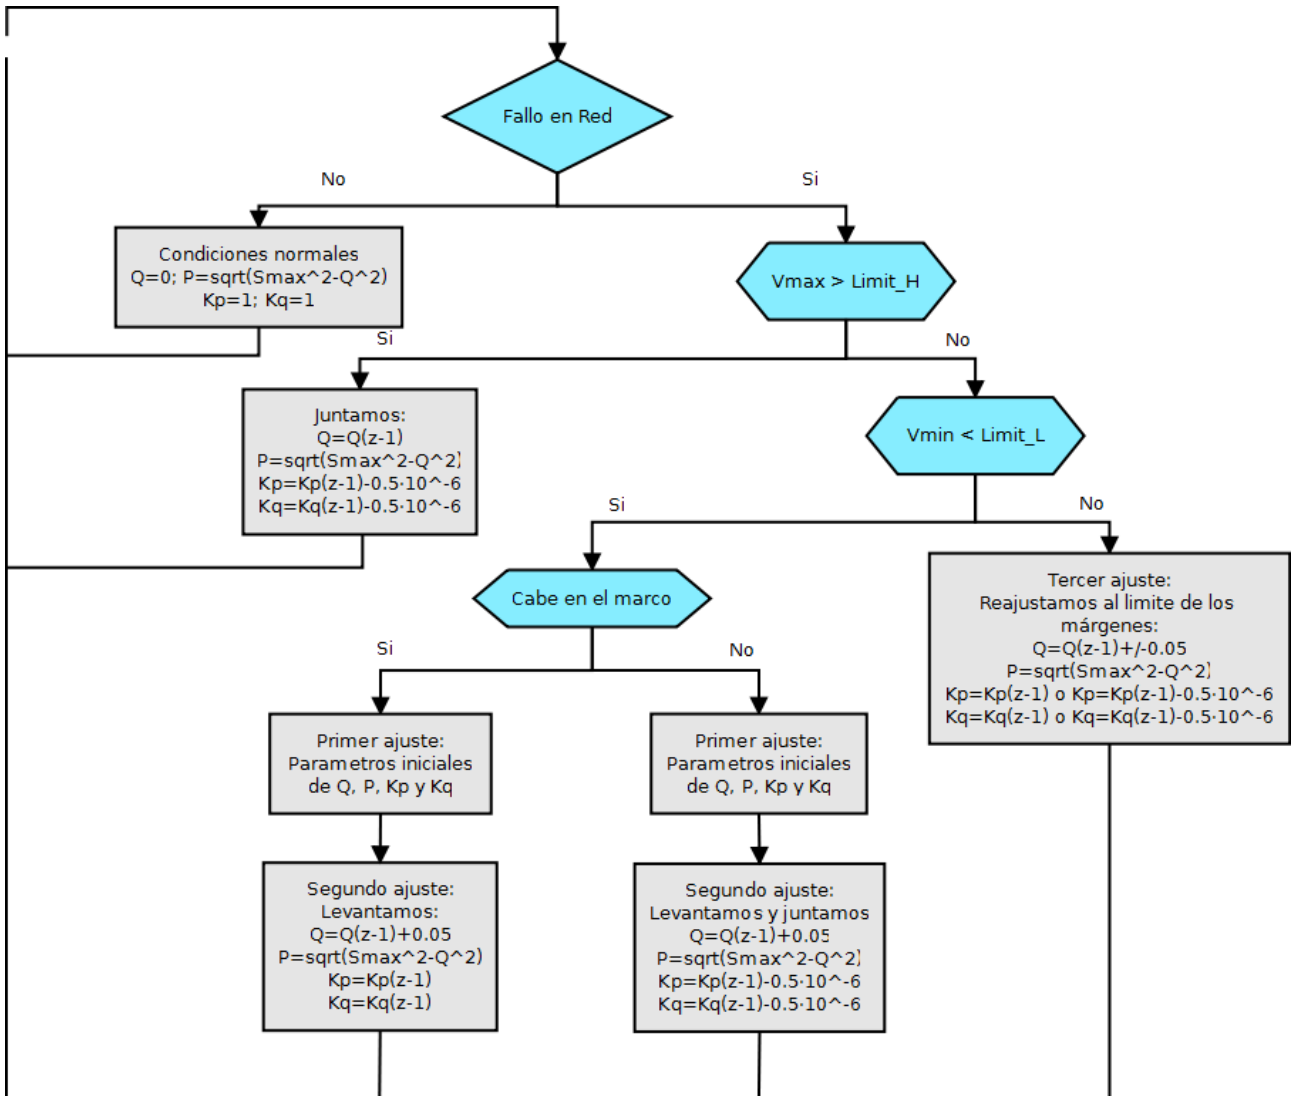 Fallo en Red
No
Si
Condiciones normales
Q=0; P=sqrt(Smax^2-Q^2)
Kp=1; Kq=1
Vmax > Limit_H
Si
No
Juntamos:
Q=Q(z-1)
P=sqrt(Smax^2-Q^2)
Kp=Kp(z-1)-0.5·10^-6
Kq=Kq(z-1)-0.5·10^-6
Vmin < Limit_L
Si
No
Cabe en el marco
Tercer ajuste:
Reajustamos al limite de los
márgenes:
Q=Q(z-1)+/-0.05
P=sqrt(Smax^2-Q^2)
Kp=Kp(z-1) o Kp=Kp(z-1)-0.5·10^-6
Kq=Kq(z-1) o Kq=Kq(z-1)-0.5·10^-6
Si
No
Primer ajuste:
Parametros iniciales
de Q, P, Kp y Kq
Primer ajuste:
Parametros iniciales
de Q, P, Kp y Kq
Segundo ajuste:
Levantamos:
Q=Q(z-1)+0.05
P=sqrt(Smax^2-Q^2)
Kp=Kp(z-1)
Kq=Kq(z-1)
Segundo ajuste:
Levantamos y juntamos
Q=Q(z-1)+0.05
P=sqrt(Smax^2-Q^2)
Kp=Kp(z-1)-0.5·10^-6
Kq=Kq(z-1)-0.5·10^-6